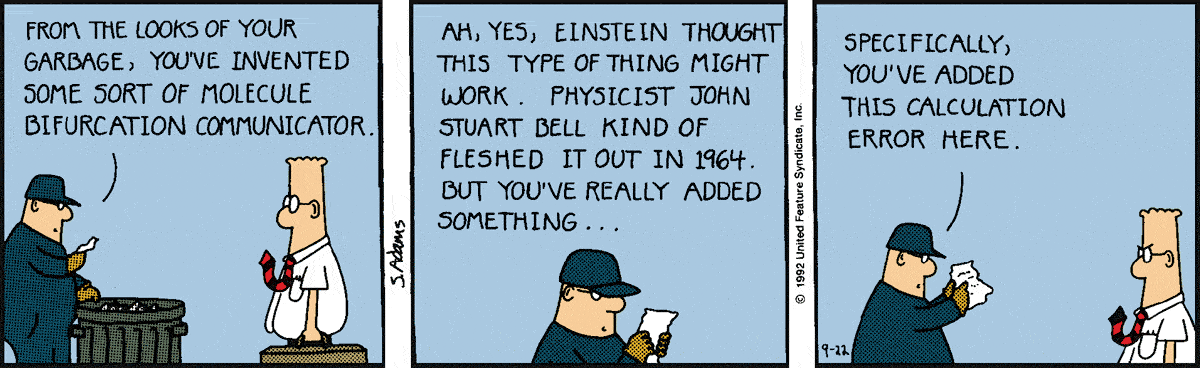 FROM THE LOOKS OF YOUR
GARBAGE, YOU'VE INVENTED
SOME SORT OF MOLECULE
BIFURCATION COMMUNICATOR.
S.Adams
AH, YES, EINSTEIN THOUGHT
THIS TYPE OF THING MIGHT
WORK. PHYSICIST JOHN
STUART BELL KIND OF
FLESHED IT OUT IN 1964.
BUT YOU'VE REALLY ADDED
SOMETHING...
© 1992 United Feature Syndicate, Inc.
SPECIFICALLY,
YOU'VE ADDED
THIS CALCULATION
ERROR HERE.
9-22